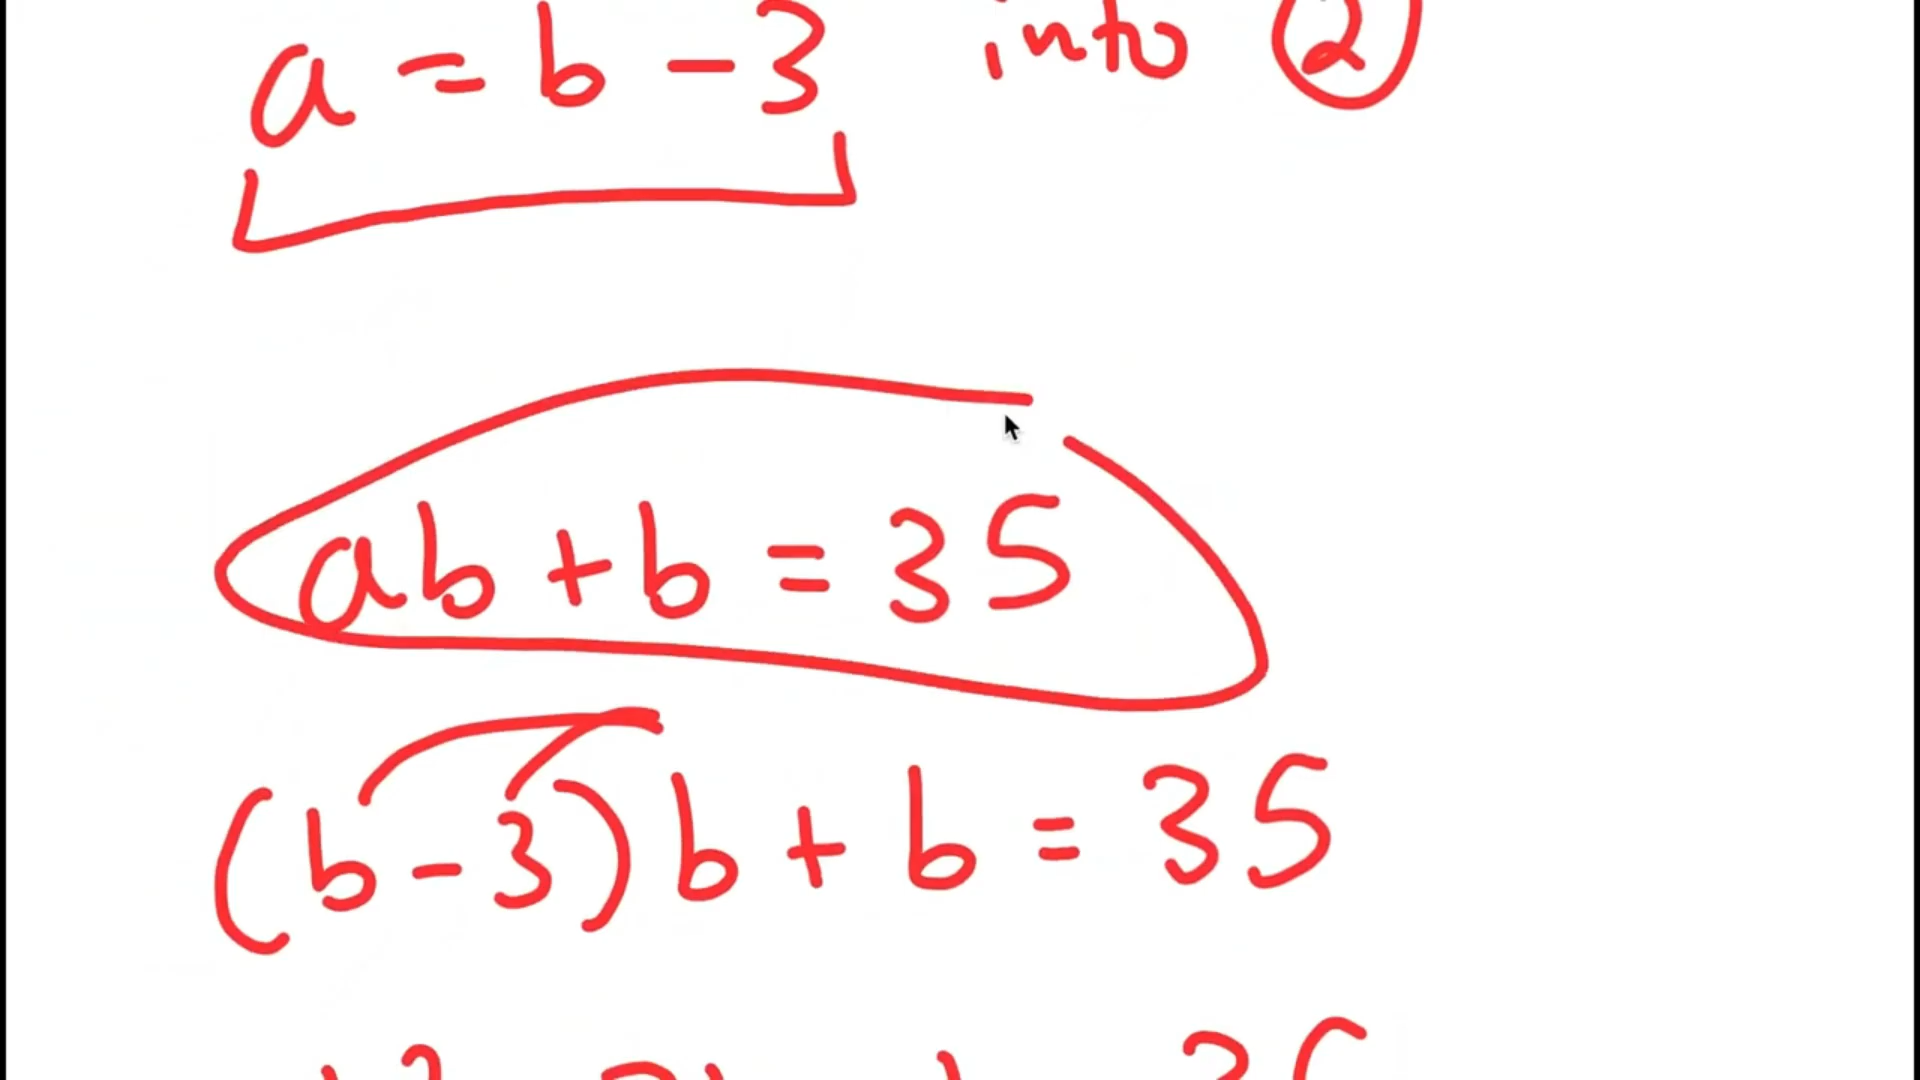 a = b - 3 into ②
ab + b = 35
(b - 3)b + b = 35